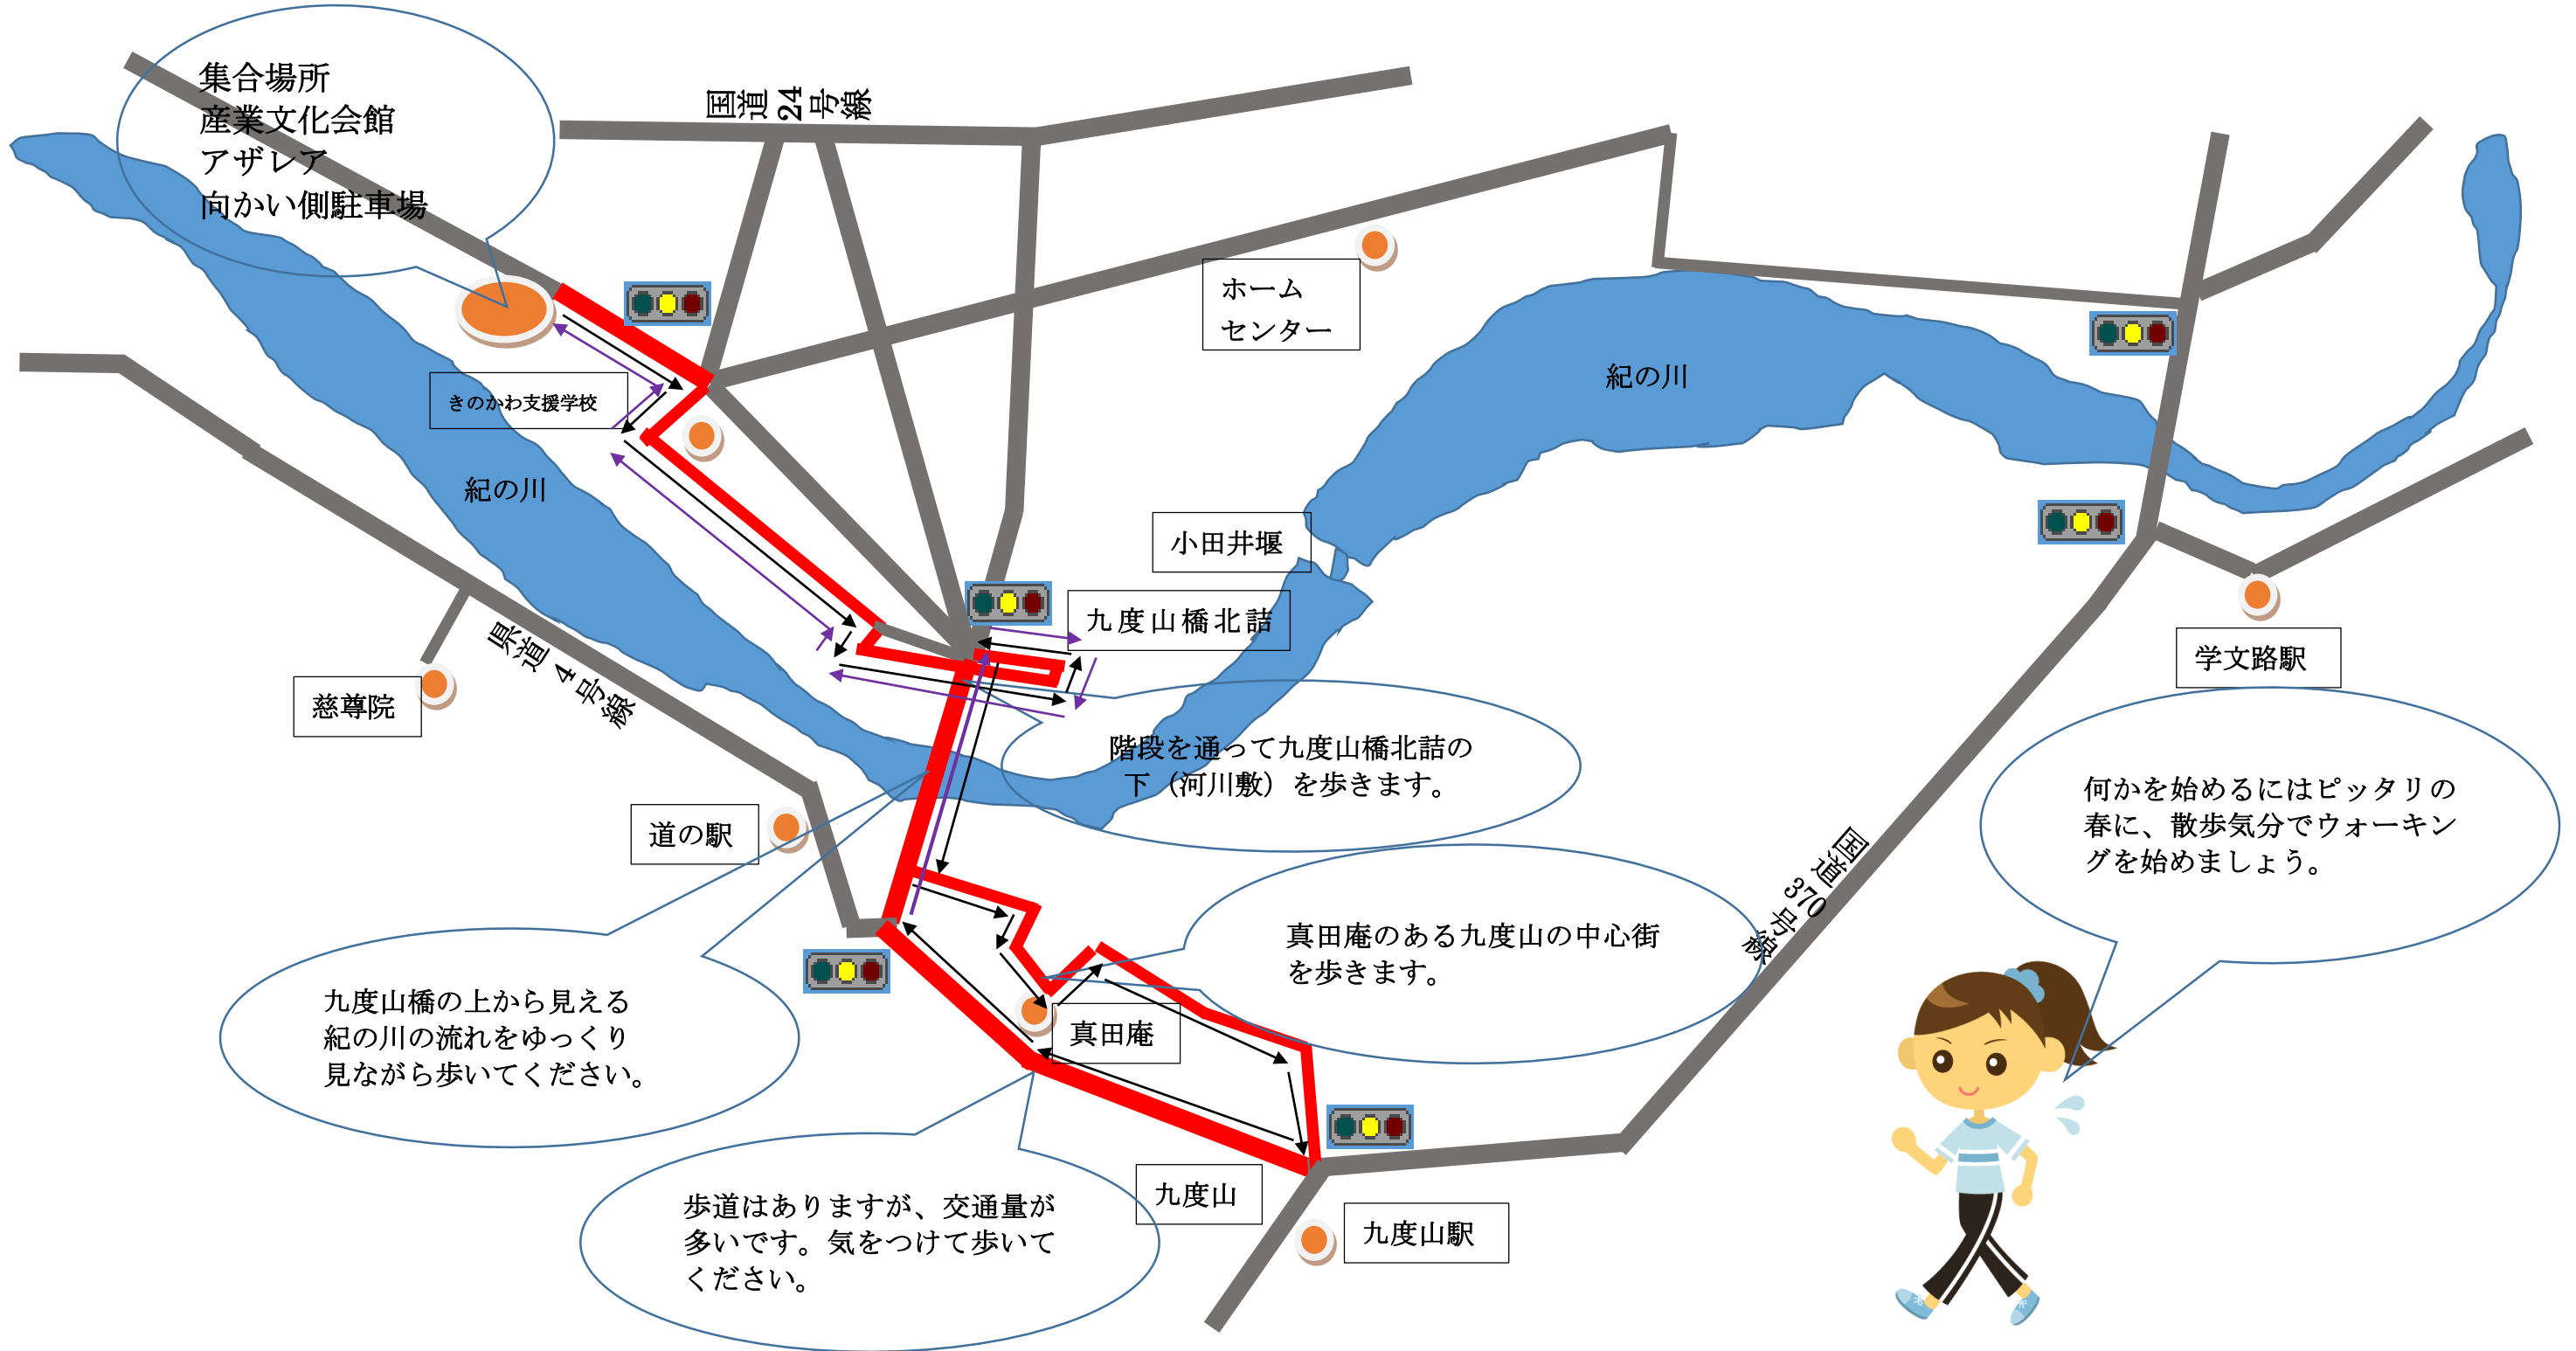 集合場所
産業文化会館
アザレア
向かい側駐車場
国道24号線
ホーム
センター
紀の川
きのかわ支援学校
紀の川
小田井堰
九度山橋北詰
学文路駅
県道4号線
慈尊院
階段を通って九度山橋北詰の
下（河川敷）を歩きます。
道の駅
何かを始めるにはピッタリの
春に、散歩気分でウォーキン
グを始めましょう。
国道370号線
真田庵のある九度山の中心街
を歩きます。
九度山橋の上から見える
紀の川の流れをゆっくり
見ながら歩いてください。
真田庵
九度山
九度山駅
歩道はありますが、交通量が
多いです。気をつけて歩いて
ください。